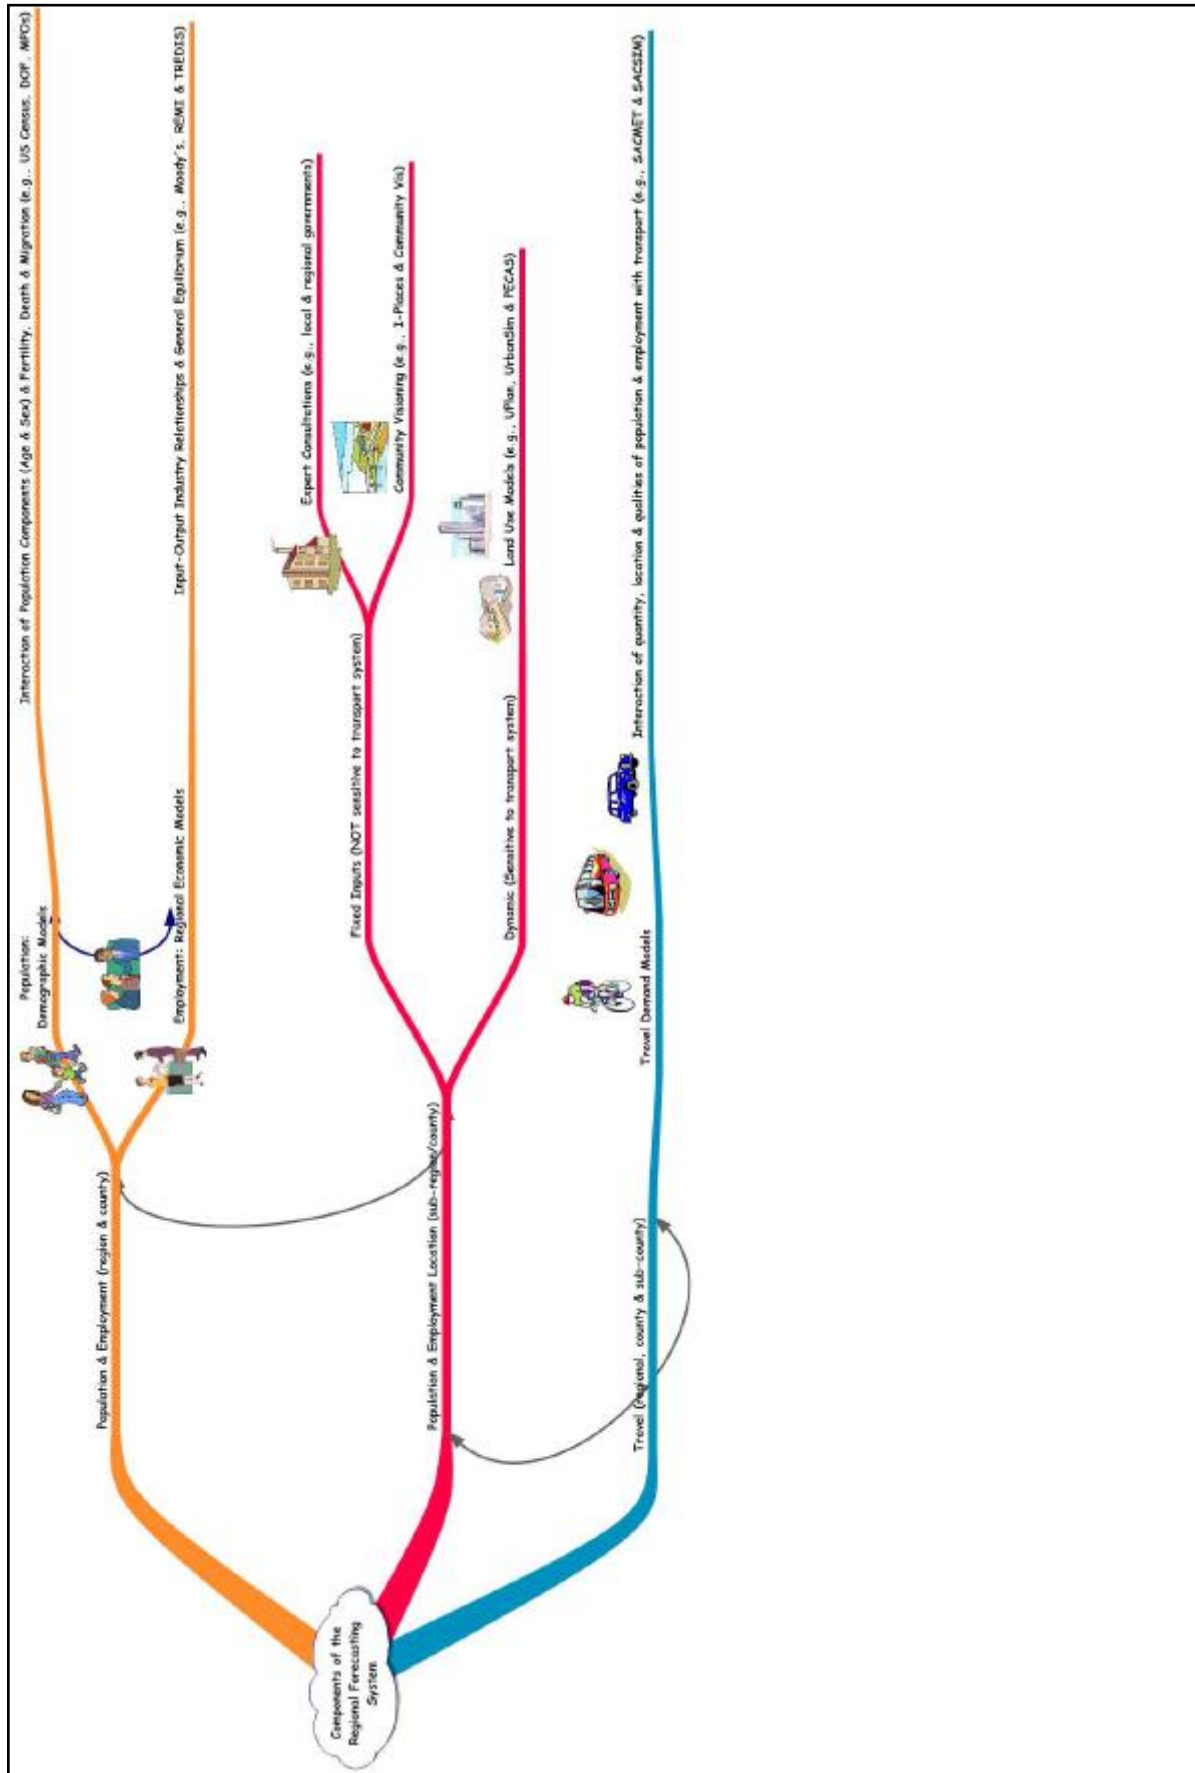 Components of the
Regional Forecasting
System
Population & Employment (region & county)
Population:
Demographic Models
Interaction of Population Components (Age & Sex) & Fertility, Death & Migration (e.g., US Census, DOF, MPOs)
Employment: Regional Economic Models
Input-Output Industry Relationships & General Equilibrium (e.g., Moody's, REMI & TREDIS)
Population & Employment Location (sub-region/county)
Fixed Inputs (NOT sensitive to transport system)
Expert Consultations (e.g., local & regional governments)
Community Visioning (e.g., I-Places & Community Vis)
Dynamic (Sensitive to transport system)
Land Use Models (e.g., UPlan, UrbanSim & PECAS)
Travel (regional, county & sub-county)
Travel Demand Models
Interaction of quantity, location & qualities of population & employment with transport (e.g., SACMET & SACSIM)